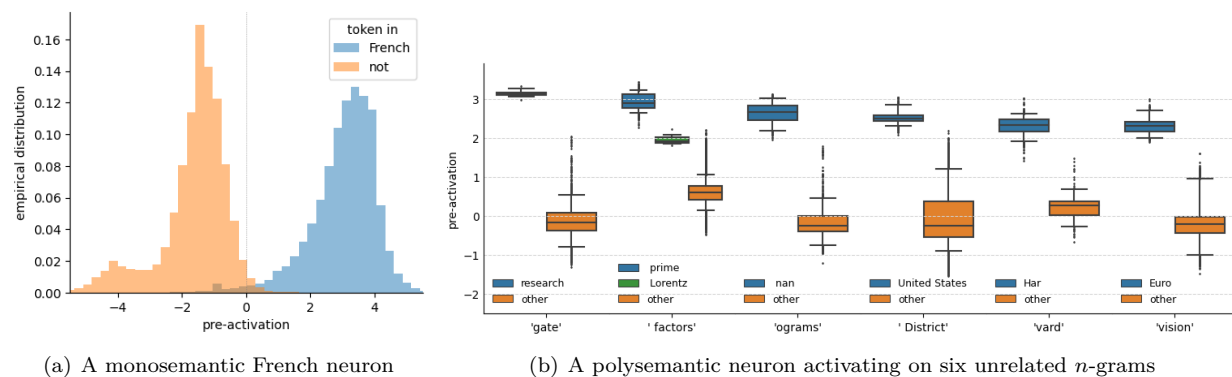 token in
French
not
empirical distribution
0.16
0.14
0.12
0.10
0.08
0.06
0.04
0.02
0.00
−4
−2
0
2
4
pre-activation
(a) A monosemantic French neuron
pre-activation
3
2
1
0
−1
−2
research
other
prime
Lorentz
other
nan
other
United States
other
Har
other
Euro
other
'gate'
' factors'
'ograms'
' District'
'vard'
'vision'
(b) A polysemantic neuron activating on six unrelated n-grams